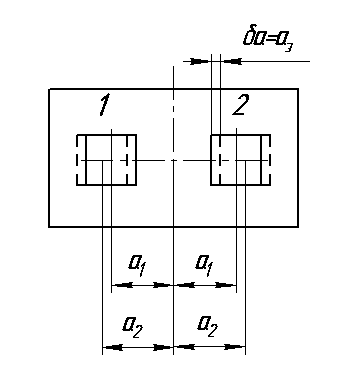 δa=a₃
1 2
a₁ a₁
a₂ a₂